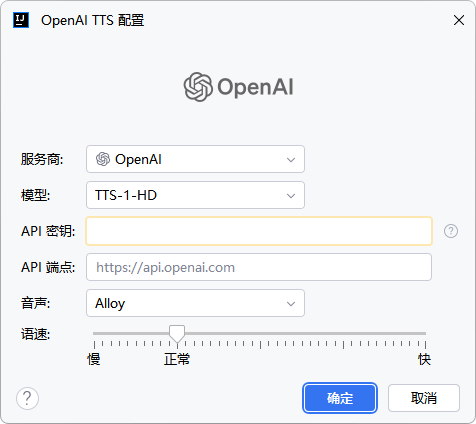 OpenAI TTS 配置
OpenAI
服务商: OpenAI
模型: TTS-1-HD
API 密钥: ?
API 端点: https://api.openai.com
音声: Alloy
语速:
慢 正常 快
? 确定 取消